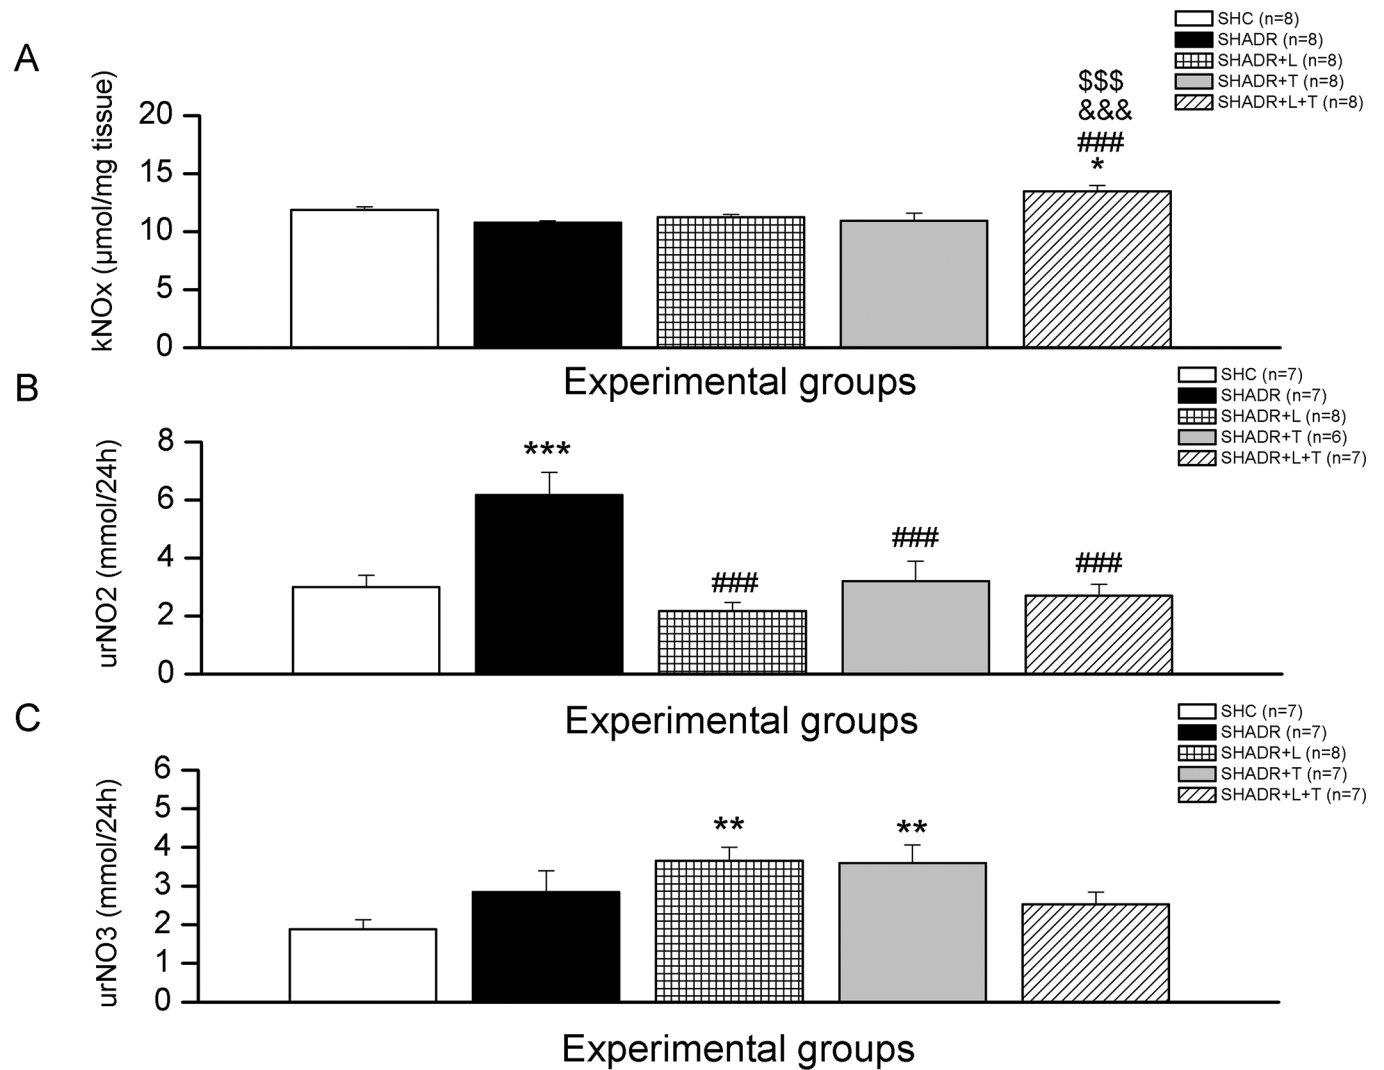 A
SHC (n=8)
SHADR (n=8)
SHADR+L (n=8)
SHADR+T (n=8)
SHADR+L+T (n=8)
kNOx (µmol/mg tissue)
20
15
10
5
0
$$$
&&&
###
*
Experimental groups
B
SHC (n=7)
SHADR (n=7)
SHADR+L (n=8)
SHADR+T (n=6)
SHADR+L+T (n=7)
urNO2 (mmol/24h)
8
6
4
2
0
***
###
###
###
Experimental groups
C
SHC (n=7)
SHADR (n=7)
SHADR+L (n=8)
SHADR+T (n=7)
SHADR+L+T (n=7)
urNO3 (mmol/24h)
6
5
4
3
2
1
0
**
**
Experimental groups